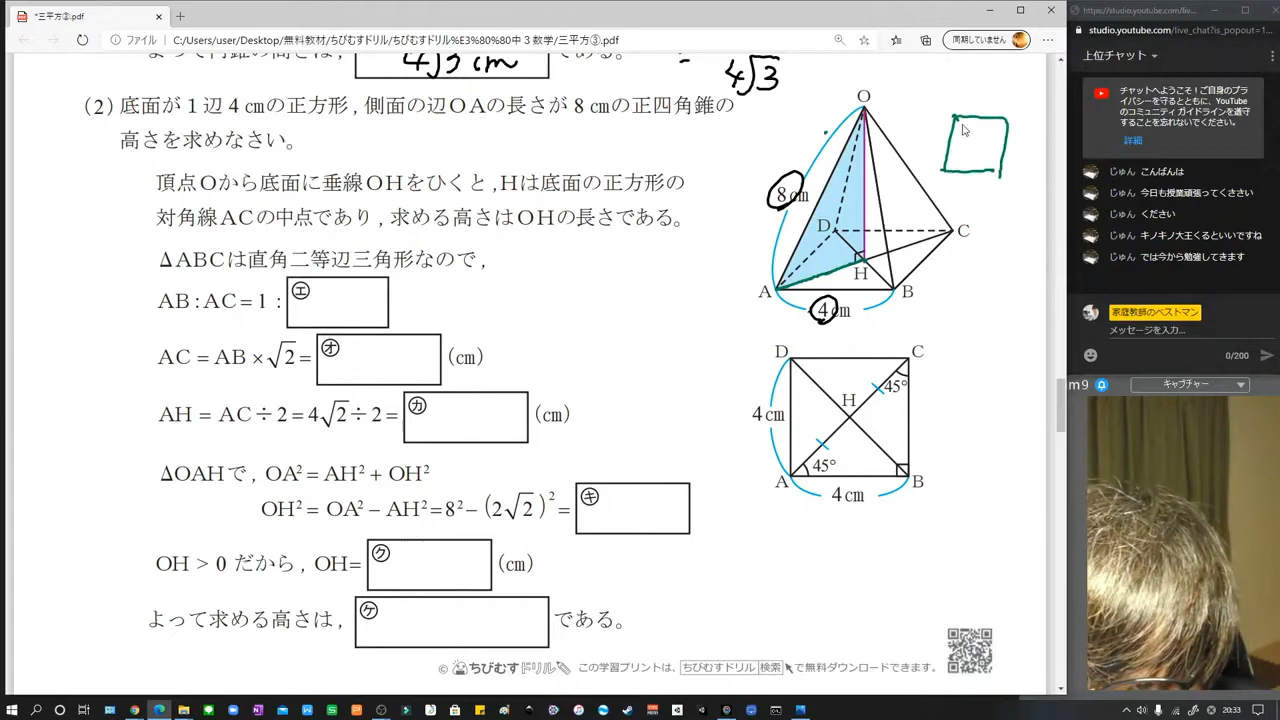 *三平方③.pdf
ファイル C:/Users/user/Desktop/無料教材/ちびむすドリル/ちびむすドリル%E3%80%80中３数学/三平方③.pdf
同期していません
https://studio.youtube.com/live...
studio.youtube.com/live_chat?is_popout=1...
上位チャット
チャットへようこそ！ご自身のプライバシーを守るとともに、YouTube のコミュニティ ガイドラインを遵守することを忘れないでください。
詳細
じゅん こんばんは
じゅん 今日も授業頑張ってください
じゅん ください
じゅん キノキノ大王くるといいですね
じゅん では今から勉強してきます
家庭教師のベストマン
メッセージを入力...
0/200
m9 キャプチャー
よって円錐の高さは, 4√3 cm である。
= 4√3
(2) 底面が１辺４㎝の正方形，側面の辺ＯＡの長さが８㎝の正四角錐の
高さを求めなさい。
頂点Ｏから底面に垂線ＯＨをひくと，Ｈは底面の正方形の
対角線ＡＣの中点であり，求める高さはＯＨの長さである。
ΔＡＢＣは直角二等辺三角形なので，
AB : AC = 1 : ㋓
AC = AB × √2 = ㋔ (cm)
AH = AC ÷ 2 = 4√2 ÷ 2 = ㋕ (cm)
ΔOAHで，OA² = AH² + OH²
OH² = OA² − AH² = 8² − (2√2)² = ㋖
OH > 0 だから，OH= ㋗ (cm)
よって求める高さは， ㋘ である。
O
8cm
D
C
H
A
B
4cm
D
C
45°
H
4cm
45°
A
B
4cm
© ちびむすドリル この学習プリントは、ちびむすドリル 検索 で無料ダウンロードできます。
20:33